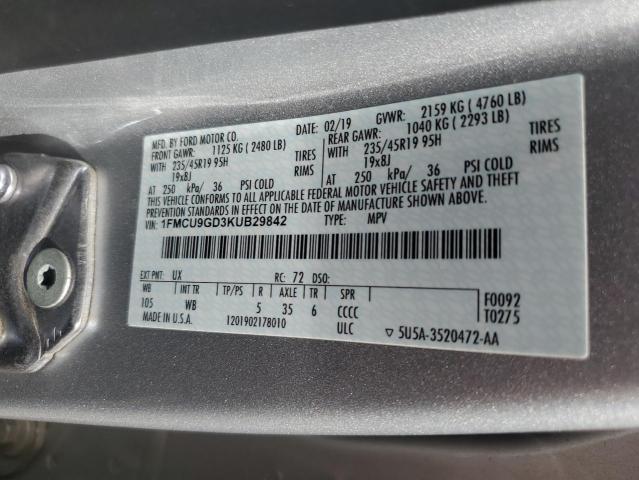 MFD. BY FORD MOTOR CO.
02/19
GVWR: 2159 KG ( 4760 LB)
FRONT GAWR: 1125 KG ( 2480 LB)
REAR GAWR: 1040 KG ( 2293 LB)
WITH 235/45R19 95H TIRES
WITH 235/45R19 95H TIRES
19x8J RIMS
19x8J RIMS
AT 250 kPa/ 36 PSI COLD
AT 250 kPa/ 36 PSI COLD
THIS VEHICLE CONFORMS TO ALL APPLICABLE FEDERAL MOTOR VEHICLE SAFETY AND THEFT
PREVENTION STANDARDS IN EFFECT ON THE DATE OF MANUFACTURE SHOWN ABOVE.
1FMCU9GD3KUB29842 TYPE: MPV
EXT PNT: UX RC: 72 DSO:
WB INT TR TP/PS R AXLE TR SPR
105 WB 5 35 6 CCCC
F0092
T0275
MADE IN U.S.A. 1201902178010 ULC ▽ 5U5A-3520472-AA